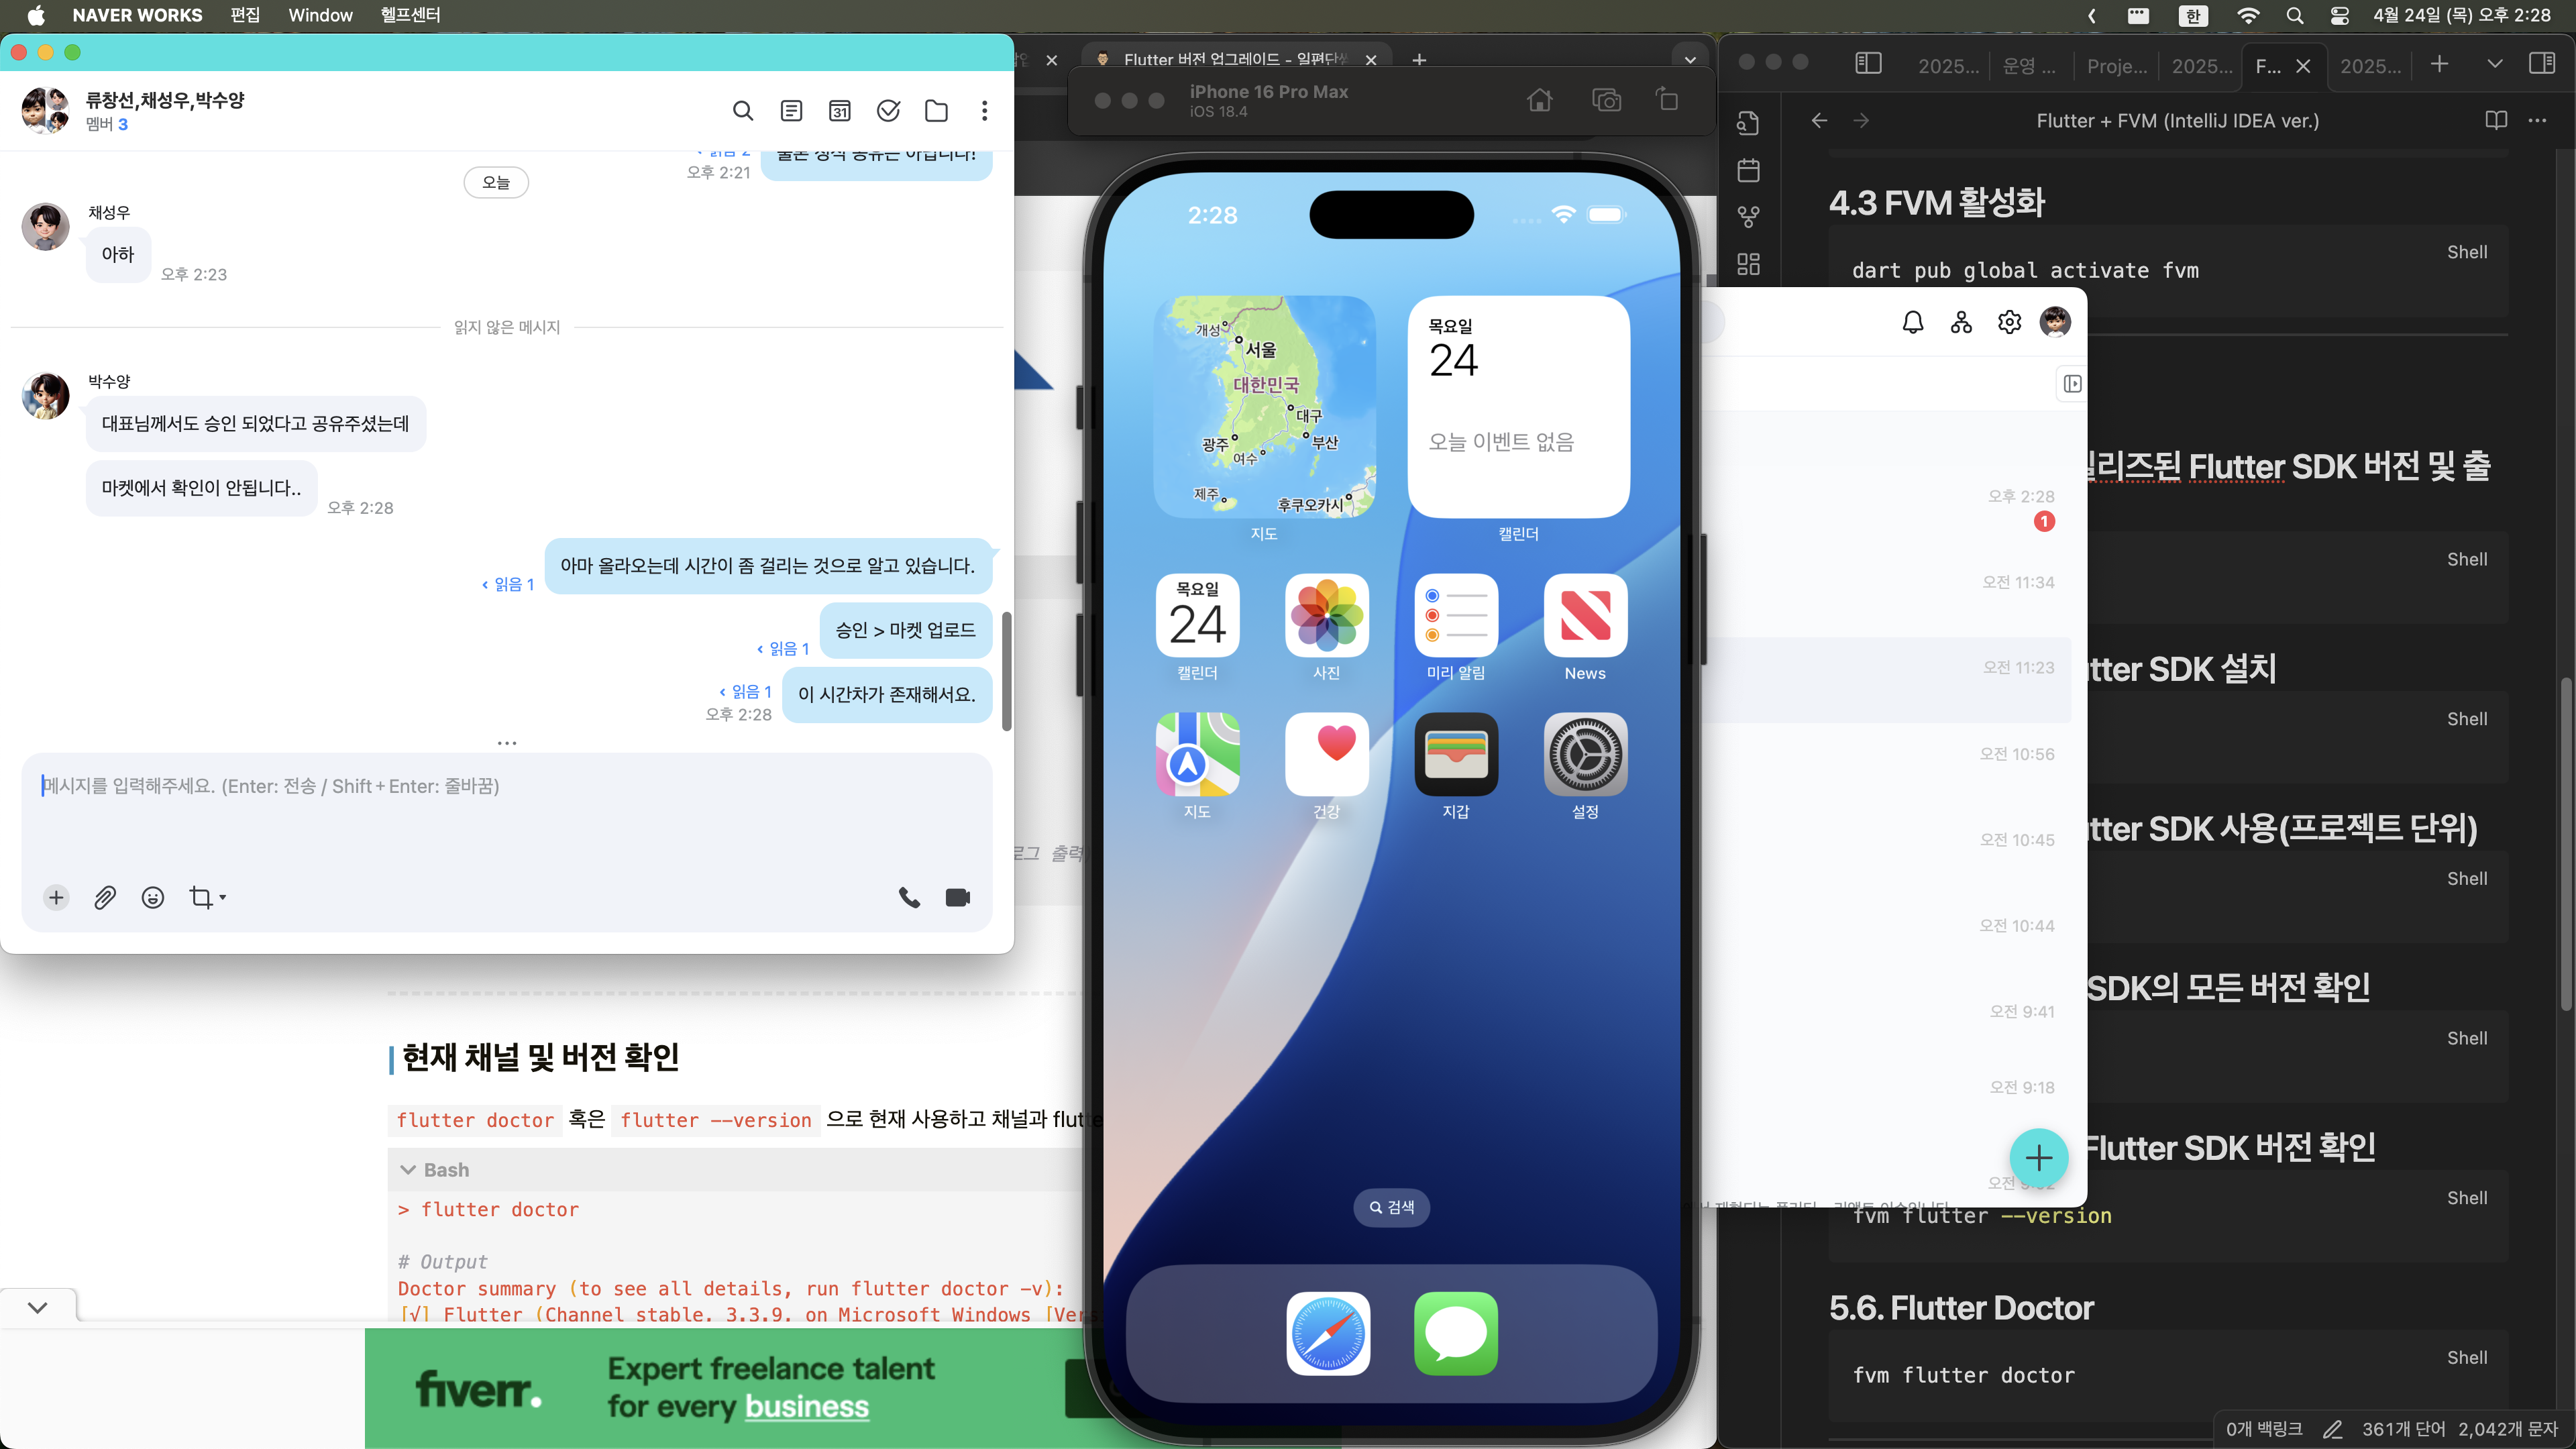 NAVER WORKS 편집 Window 헬프센터
한 4월 24일 (목) 오후 2:28
류창선,채성우,박수양
멤버 3
31
읽음 2
오후 2:21
오늘
채성우
아하
오후 2:23
읽지 않은 메시지
박수양
대표님께서도 승인 되었다고 공유주셨는데
마켓에서 확인이 안됩니다..
오후 2:28
아마 올라오는데 시간이 좀 걸리는 것으로 알고 있습니다.
읽음 1
승인 > 마켓 업로드
읽음 1
이 시간차가 존재해서요.
읽음 1
오후 2:28
메시지를 입력해주세요. (Enter: 전송 / Shift+Enter: 줄바꿈)
Flutter 버전 업그레이드 - 일편단
로그 출력
현재 채널 및 버전 확인
flutter doctor 혹은 flutter --version 으로 현재 사용하고 채널과 flutte
Bash
> flutter doctor
# Output
Doctor summary (to see all details, run flutter doctor -v):
[√] Flutter (Channel stable, 3.3.9, on Microsoft Windows [Versi
fiverr.
Expert freelance talent
for every business
iPhone 16 Pro Max
iOS 18.4
2:28
개성
서울
대한민국
대구
광주
부산
여수
제주
후쿠오카시
지도
목요일
24
오늘 이벤트 없음
캘린더
목요일
24
캘린더
사진
미리 알림
News
지도
건강
지갑
설정
검색
오후 2:28
1
오전 11:34
오전 11:23
오전 10:56
오전 10:45
오전 10:44
오전 9:41
오전 9:18
오전
2025...
운영 ...
Proje...
2025...
F...
2025...
Flutter + FVM (IntelliJ IDEA ver.)
4.3 FVM 활성화
Shell
dart pub global activate fvm
릴리즈된 Flutter SDK 버전 및 출
Shell
utter SDK 설치
Shell
utter SDK 사용(프로젝트 단위)
Shell
SDK의 모든 버전 확인
Shell
Flutter SDK 버전 확인
Shell
fvm flutter --version
5.6. Flutter Doctor
Shell
fvm flutter doctor
0개 백링크 361개 단어 2,042개 문자